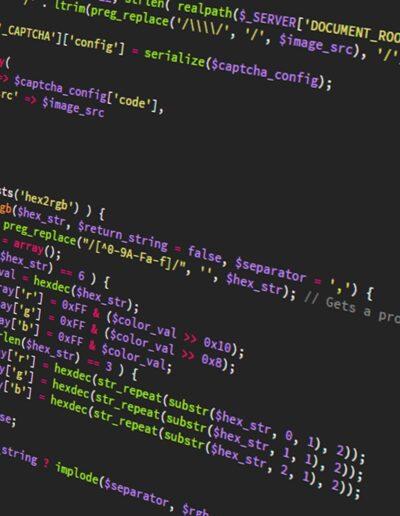 strlen( realpath($_SERVER['DOCUMENT_ROO
/' . ltrim(preg_replace('/\\\\/', '/', $image_src), '/'
_CAPTCHA']['config'] = serialize($captcha_config);
y(
=> $captcha_config['code'],
rc' => $image_src
sts('hex2rgb') ) {
gb($hex_str, $return_string = false, $separator = ',') {
preg_replace("/[^0-9A-Fa-f]/", '', $hex_str); // Gets a pro
= array();
$hex_str) == 6 ) {
val = hexdec($hex_str);
ray['r'] = 0xFF & ($color_val >> 0x10);
ay['g'] = 0xFF & ($color_val >> 0x8);
ay['b'] = 0xFF & $color_val;
rlen($hex_str) == 3 ) {
ay['r'] = hexdec(str_repeat(substr($hex_str, 0, 1), 2));
y['g'] = hexdec(str_repeat(substr($hex_str, 1, 1), 2));
y['b'] = hexdec(str_repeat(substr($hex_str, 2, 1), 2));
se;
_string ? implode($separator, $rgb